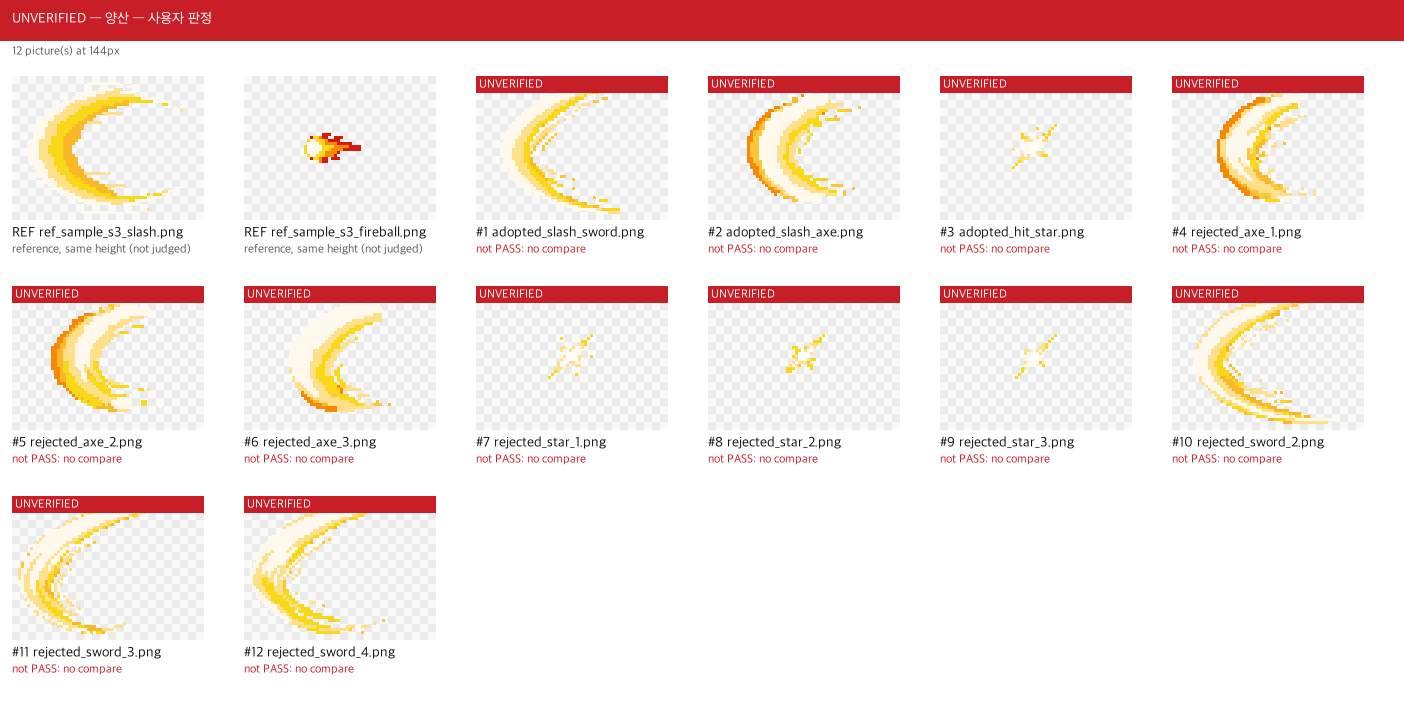 UNVERIFIED — 양산 — 사용자 판정
12 picture(s) at 144px
UNVERIFIED
UNVERIFIED
UNVERIFIED
UNVERIFIED
REF ref_sample_s3_slash.png
REF ref_sample_s3_fireball.png
#1 adopted_slash_sword.png
#2 adopted_slash_axe.png
#3 adopted_hit_star.png
#4 rejected_axe_1.png
reference, same height (not judged)
reference, same height (not judged)
not PASS: no compare
not PASS: no compare
not PASS: no compare
not PASS: no compare
UNVERIFIED
UNVERIFIED
UNVERIFIED
UNVERIFIED
UNVERIFIED
UNVERIFIED
#5 rejected_axe_2.png
#6 rejected_axe_3.png
#7 rejected_star_1.png
#8 rejected_star_2.png
#9 rejected_star_3.png
#10 rejected_sword_2.png
not PASS: no compare
not PASS: no compare
not PASS: no compare
not PASS: no compare
not PASS: no compare
not PASS: no compare
UNVERIFIED
UNVERIFIED
#11 rejected_sword_3.png
#12 rejected_sword_4.png
not PASS: no compare
not PASS: no compare